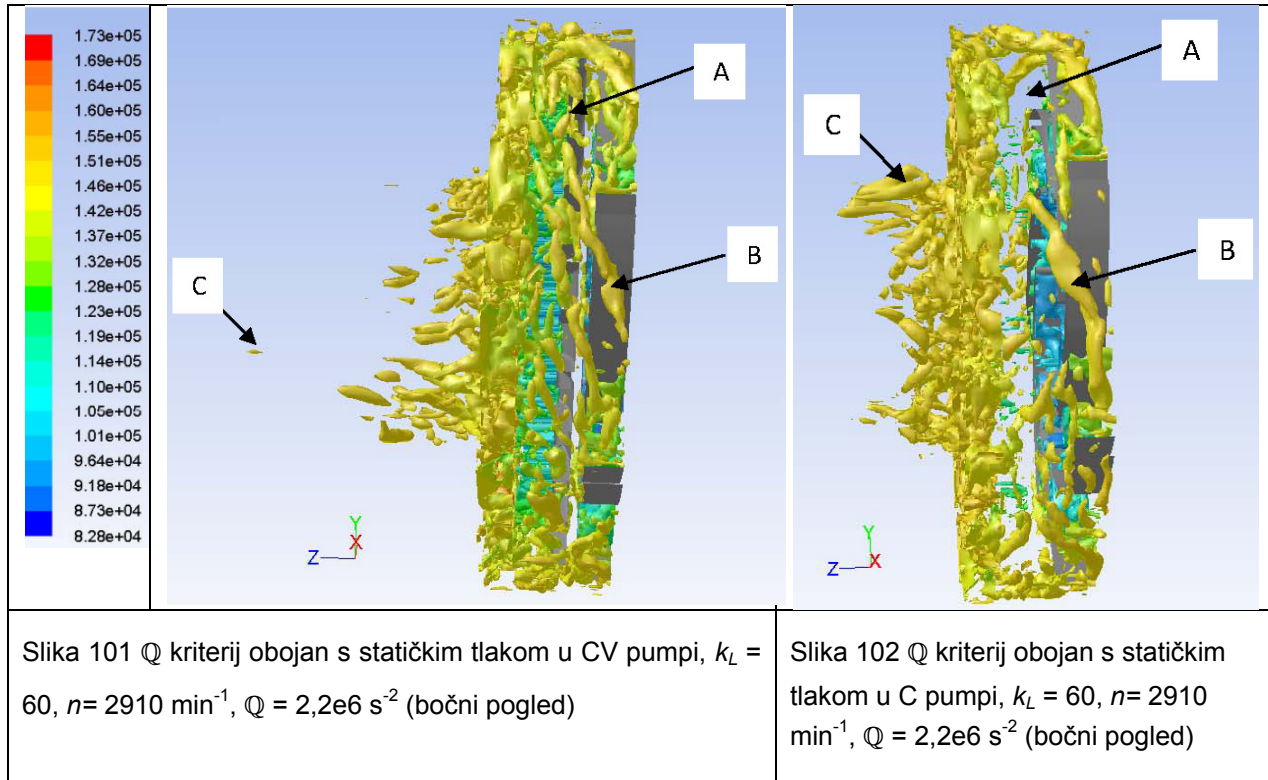 1.73e+05
1.69e+05
1.64e+05
1.60e+05
1.55e+05
1.51e+05
1.46e+05
1.42e+05
1.37e+05
1.32e+05
1.28e+05
1.23e+05
1.19e+05
1.14e+05
1.10e+05
1.05e+05
1.01e+05
9.64e+04
9.18e+04
8.73e+04
8.28e+04
A
B
C
Y
X
Z
A
C
B
Y
X
Z
Slika 101 ℚ kriterij obojan s statičkim tlakom u CV pumpi, k_L =
60, n= 2910 min⁻¹, ℚ = 2,2e6 s⁻² (bočni pogled)
Slika 102 ℚ kriterij obojan s statičkim
tlakom u C pumpi, k_L = 60, n= 2910
min⁻¹, ℚ = 2,2e6 s⁻² (bočni pogled)